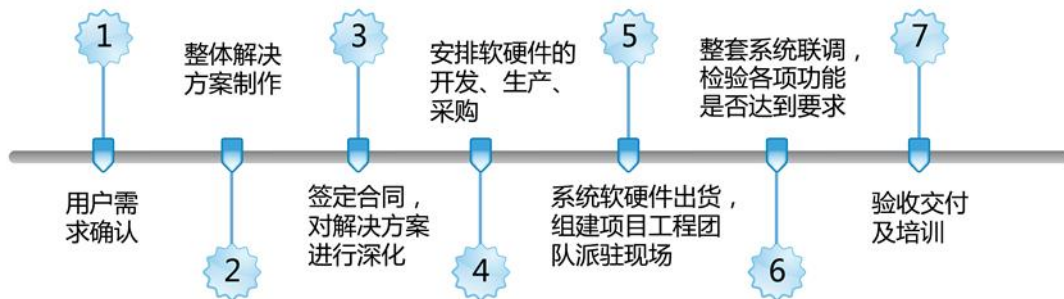 1
用户需
求确认
整体解决
方案制作
2
3
签定合同，
对解决方案
进行深化
安排软硬件的
开发、生产、
采购
4
5
系统软硬件出货，
组建项目工程团
队派驻现场
整套系统联调，
检验各项功能
是否达到要求
6
7
验收交付
及培训